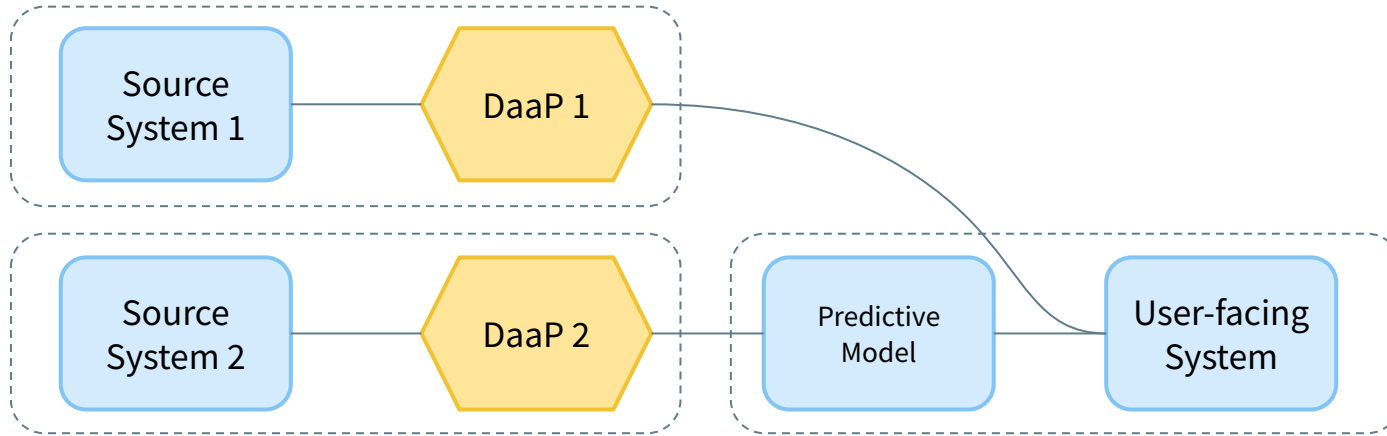 Source
System 1
DaaP 1
Source
System 2
DaaP 2
Predictive
Model
User-facing
System